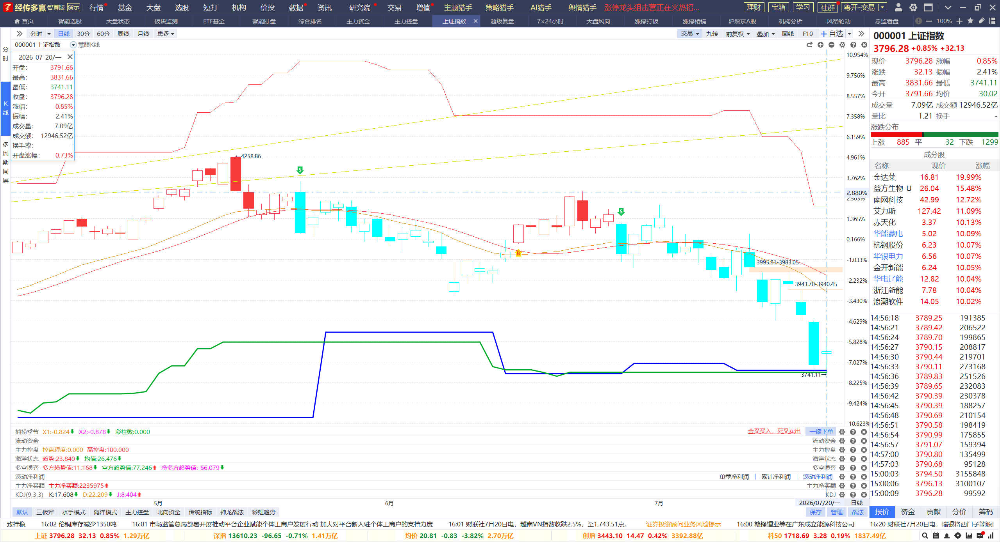 经传多赢 智尊版 演示 行情 基金 大盘 选股 短打 机构 价投 数据 资讯 研究院 交易 增值 主题猎手 策略猎手 AI猎手 舆情猎手 涨停龙头狙击营正在火热招... 理财 宝箱 学习 社群 粤开-交易
首页 智能选股 大盘状态 板块监测 ETF基金 智能盯盘 综合排名 主力资金 主力控盘 上证指数 超级复盘 7×24小时 大盘风向 涨停打板 涨停棱镜 沪深京A股 机构分析 风格轮动 总监看盘 100%
分时 日线 30分 60分 周线 月线 更多 交易 九转 前复权 叠加 画线 F10 自选
000001 上证指数 慧眼K线
分时
K线
多周期同屏
2026-07-20/一
开盘: 3791.66
最高: 3831.66
最低: 3741.11
收盘: 3796.28
涨幅: 0.85%
振幅: 2.41%
成交量: 7.09亿
成交额: 12946.52亿
换手率: -
开盘涨幅: 0.73%
←4258.86
S
S
B
3995.81-3983.05
3943.70-3940.45
3741.11→
10.954%
9.756%
8.557%
7.358%
6.159%
4.961%
3.762%
2.880%
2.563%
1.365%
0.166%
-1.033%
-2.232%
-3.430%
-4.629%
-5.828%
-7.027%
-8.225%
-9.424%
-10.623%
捕捞季节 X1:-0.824 X2:-0.878 彩柱数:0.000 金叉买入，死叉卖出 一键下单
流动资金 流动资金
主力控盘 控盘程度:0.000 高控盘:100.000 主力控盘
海洋状态 趋势:23.840 均值:26.476 海洋状态
多空博弈 多方趋势值:11.168 空方趋势值:77.246 净多方趋势值:-66.079 多空博弈
滚动净利润 单季净利润 累计净利润 滚动净利润
主力净买额 主力净买额:2235975 主力净买额
KDJ(9,3,3) K:17.608 D:22.209 J:8.404 KDJ
5月 6月 7月 2026/07/20/一 日线
默认 三板斧 水手模式 海洋模式 主力控盘 北向资金 传统指标 神龙战法 彩虹趋势 保存 管理 战法
000001 上证指数
3796.28 +0.85% +32.13
现价 3796.28 涨幅 0.85%
涨跌 32.13 振幅 2.41%
最高 3831.66 最低 3741.11
今开 3791.66 均价 30.02
成交量 7.09亿 成交额 12946.52亿
量比 1.21 换手 -
涨跌分布
上涨 885 平 32 下跌 1299
成分股
名称 现价 涨幅
金达莱 16.81 19.99%
益方生物-U 26.04 15.48%
南网科技 42.99 12.72%
艾力斯 127.42 11.09%
赤天化 3.37 10.13%
华能蒙电 5.02 10.09%
杭钢股份 6.23 10.07%
华银电力 6.56 10.07%
金开新能 6.24 10.05%
华电辽能 12.82 10.04%
浙江新能 7.78 10.04%
浪潮软件 14.05 10.02%
14:56:18 3789.25 191385
14:56:21 3789.42 206522
14:56:24 3789.70 199865
14:56:27 3790.15 208817
14:56:30 3790.44 219701
14:56:33 3790.11 273168
14:56:36 3789.83 251526
14:56:39 3789.65 232083
14:56:42 3790.39 230378
14:56:45 3790.39 188257
14:56:48 3790.69 210154
14:56:51 3790.58 198419
14:56:54 3790.99 175855
14:56:57 3791.07 159394
14:57:00 3790.80 135499
14:57:03 3790.68 95128
15:00:03 3794.50 3155848
15:00:06 3796.13 3100107
15:00:09 3796.28 99592
报价 资金 贡献 分价 筹码
致持稳 16:02 伦铜库存减少1350吨 16:01 市场监管总局部署开展推动平台企业赋能个体工商户发展行动 加大对平台新入驻个体工商户的支持力度 16:01 财联社7月20日电，越南VN指数收跌2.5%，至1,743.51点。 证券投资顾问业务风险提示 16:00 赣锋锂业等在广东成立能源科技公司 16:20 财联社7月20日电，瑞银将西门子能源
上证 3796.28 32.13 0.85% 1.29万亿 深指 13610.23 -96.65 -0.71% 1.41万亿 均价 20.81 -0.83 -3.82% 2.70万亿 创指 3443.10 14.47 0.42% 3392.88亿 科50 1718.69 3.28 0.19% 1837.49亿